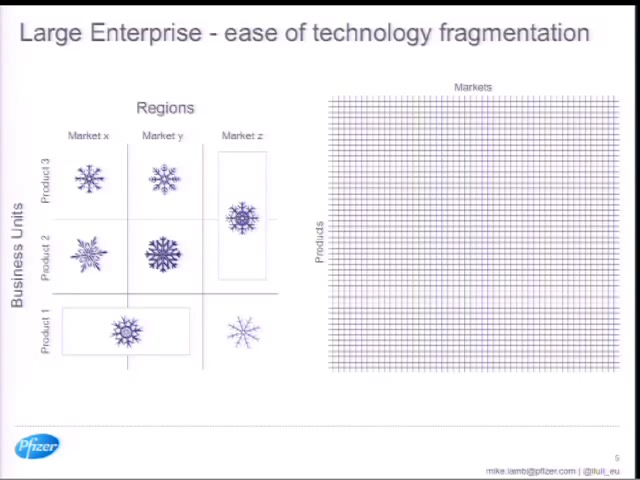 Large Enterprise - ease of technology fragmentation
Regions
Market x
Market y
Market z
Business Units
Product 3
Product 2
Product 1
Markets
Products
Pfizer
5
mike.lamb@pfizer.com | @lluli_eu